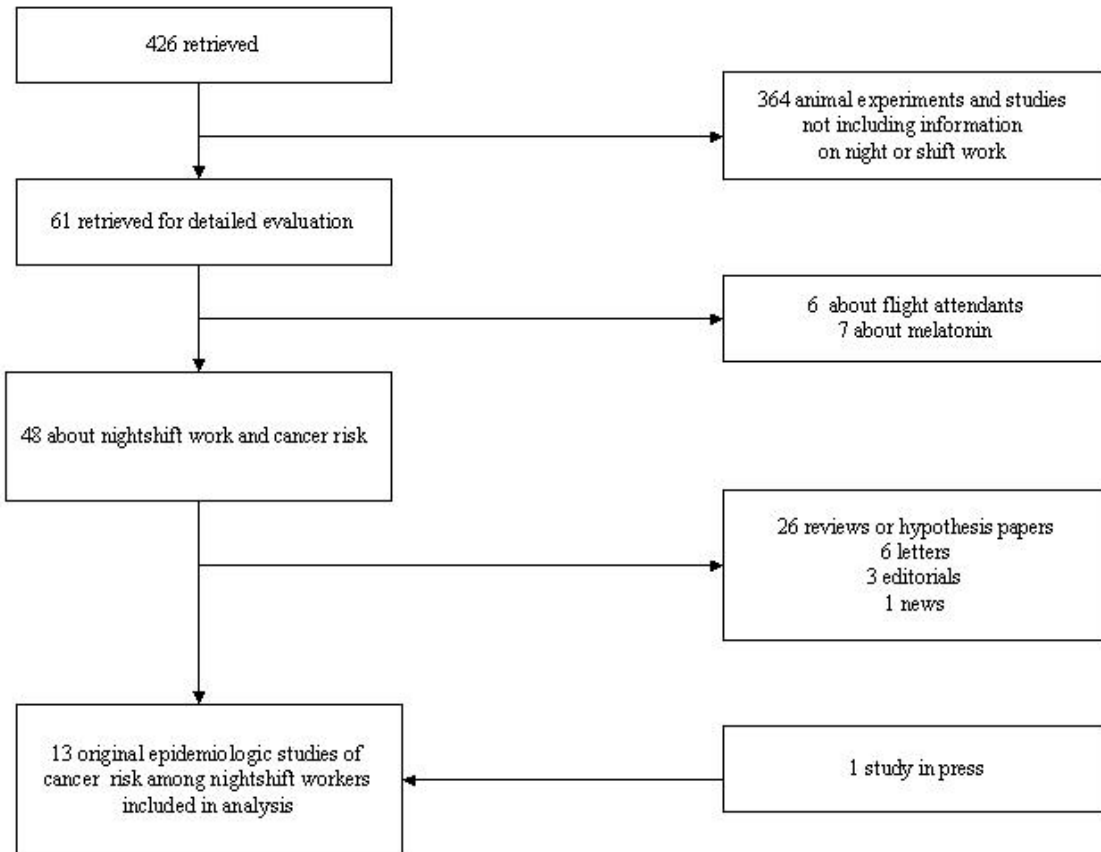 426 retrieved
364 animal experiments and studies
not including information
on night or shift work
61 retrieved for detailed evaluation
6 about flight attendants
7 about melatonin
48 about nightshift work and cancer risk
26 reviews or hypothesis papers
6 letters
3 editorials
1 news
13 original epidemiologic studies of
cancer risk among nightshift workers
included in analysis
1 study in press